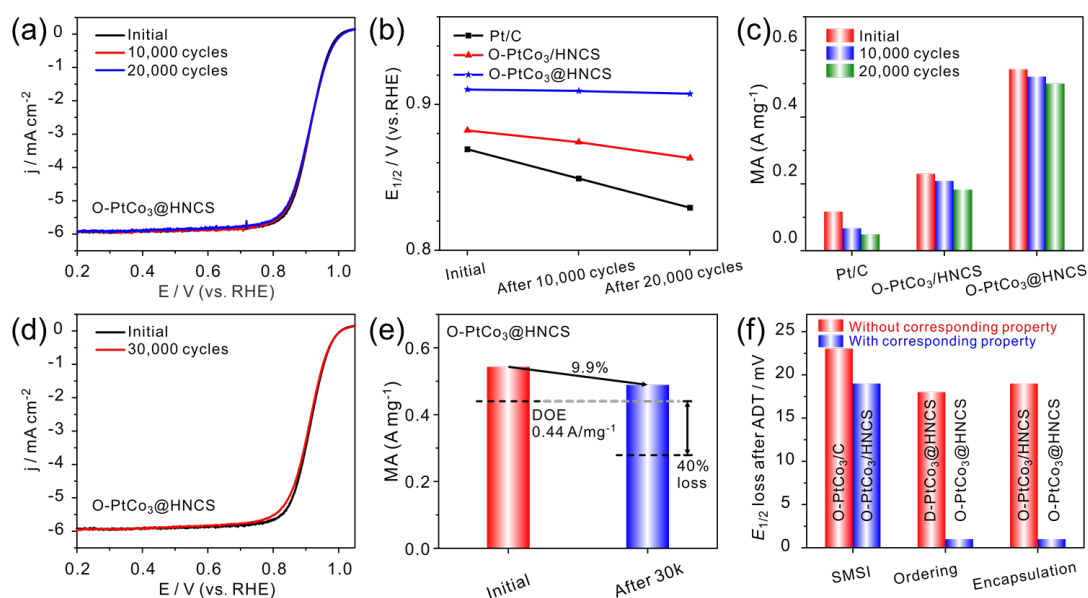 (a)
Initial
10,000 cycles
20,000 cycles
O-PtCo₃@HNCS
j / mA cm⁻²
0
-1
-2
-3
-4
-5
-6
0.2 0.4 0.6 0.8 1.0
E / V (vs. RHE)
(b)
Pt/C
O-PtCo₃/HNCS
O-PtCo₃@HNCS
E₁/₂ / V (vs.RHE)
0.9
0.8
Initial After 10,000 cycles After 20,000 cycles
(c)
Initial
10,000 cycles
20,000 cycles
MA (A mg⁻¹)
0.6
0.4
0.2
0.0
Pt/C O-PtCo₃/HNCS O-PtCo₃@HNCS
(d)
Initial
30,000 cycles
O-PtCo₃@HNCS
j / mA cm⁻²
0
-1
-2
-3
-4
-5
-6
0.2 0.4 0.6 0.8 1.0
E / V (vs. RHE)
(e)
O-PtCo₃@HNCS
9.9%
DOE
0.44 A/mg⁻¹
40%
loss
MA (A mg⁻¹)
0.6
0.4
0.2
0.0
Initial After 30k
(f)
Without corresponding property
With corresponding property
E₁/₂ loss after ADT / mV
25
20
15
10
5
0
O-PtCo₃/C
O-PtCo₃/HNCS
D-PtCo₃@HNCS
O-PtCo₃@HNCS
O-PtCo₃/HNCS
O-PtCo₃@HNCS
SMSI Ordering Encapsulation